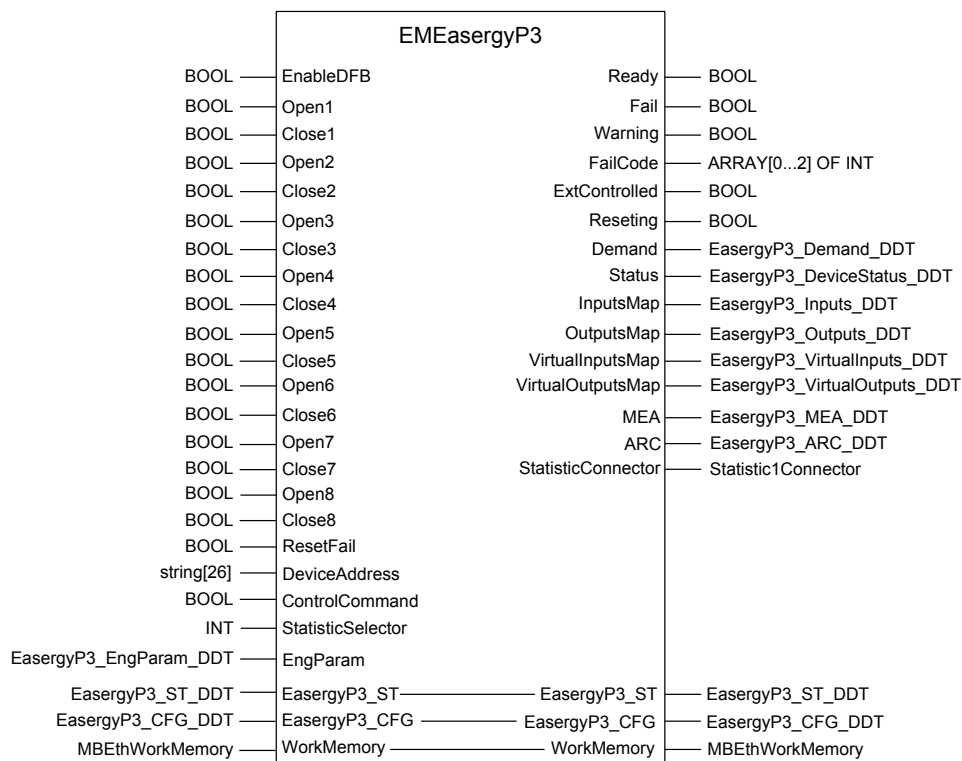 EMEasergyP3
BOOL EnableDFB Ready BOOL
BOOL Open1 Fail BOOL
BOOL Close1 Warning BOOL
BOOL Open2 FailCode ARRAY[0...2] OF INT
BOOL Close2 ExtControlled BOOL
BOOL Open3 Reseting BOOL
BOOL Close3 Demand EasergyP3_Demand_DDT
BOOL Open4 Status EasergyP3_DeviceStatus_DDT
BOOL Close4 InputsMap EasergyP3_Inputs_DDT
BOOL Open5 OutputsMap EasergyP3_Outputs_DDT
BOOL Close5 VirtualInputsMap EasergyP3_VirtualInputs_DDT
BOOL Open6 VirtualOutputsMap EasergyP3_VirtualOutputs_DDT
BOOL Close6 MEA EasergyP3_MEA_DDT
BOOL Open7 ARC EasergyP3_ARC_DDT
BOOL Close7 StatisticConnector Statistic1Connector
BOOL Open8
BOOL Close8
BOOL ResetFail
string[26] DeviceAddress
BOOL ControlCommand
INT StatisticSelector
EasergyP3_EngParam_DDT EngParam
EasergyP3_ST_DDT EasergyP3_ST EasergyP3_ST EasergyP3_ST_DDT
EasergyP3_CFG_DDT EasergyP3_CFG EasergyP3_CFG EasergyP3_CFG_DDT
MBEthWorkMemory WorkMemory WorkMemory MBEthWorkMemory